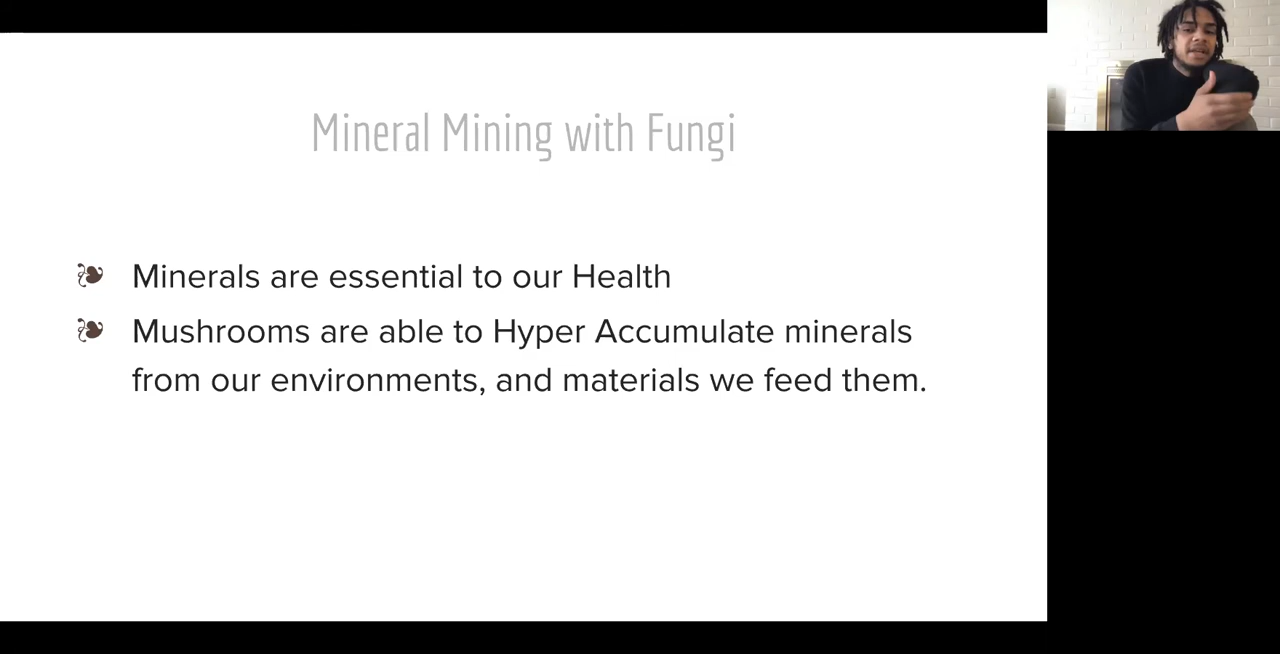 Mineral Mining with Fungi
Minerals are essential to our Health
Mushrooms are able to Hyper Accumulate minerals
from our environments, and materials we feed them.